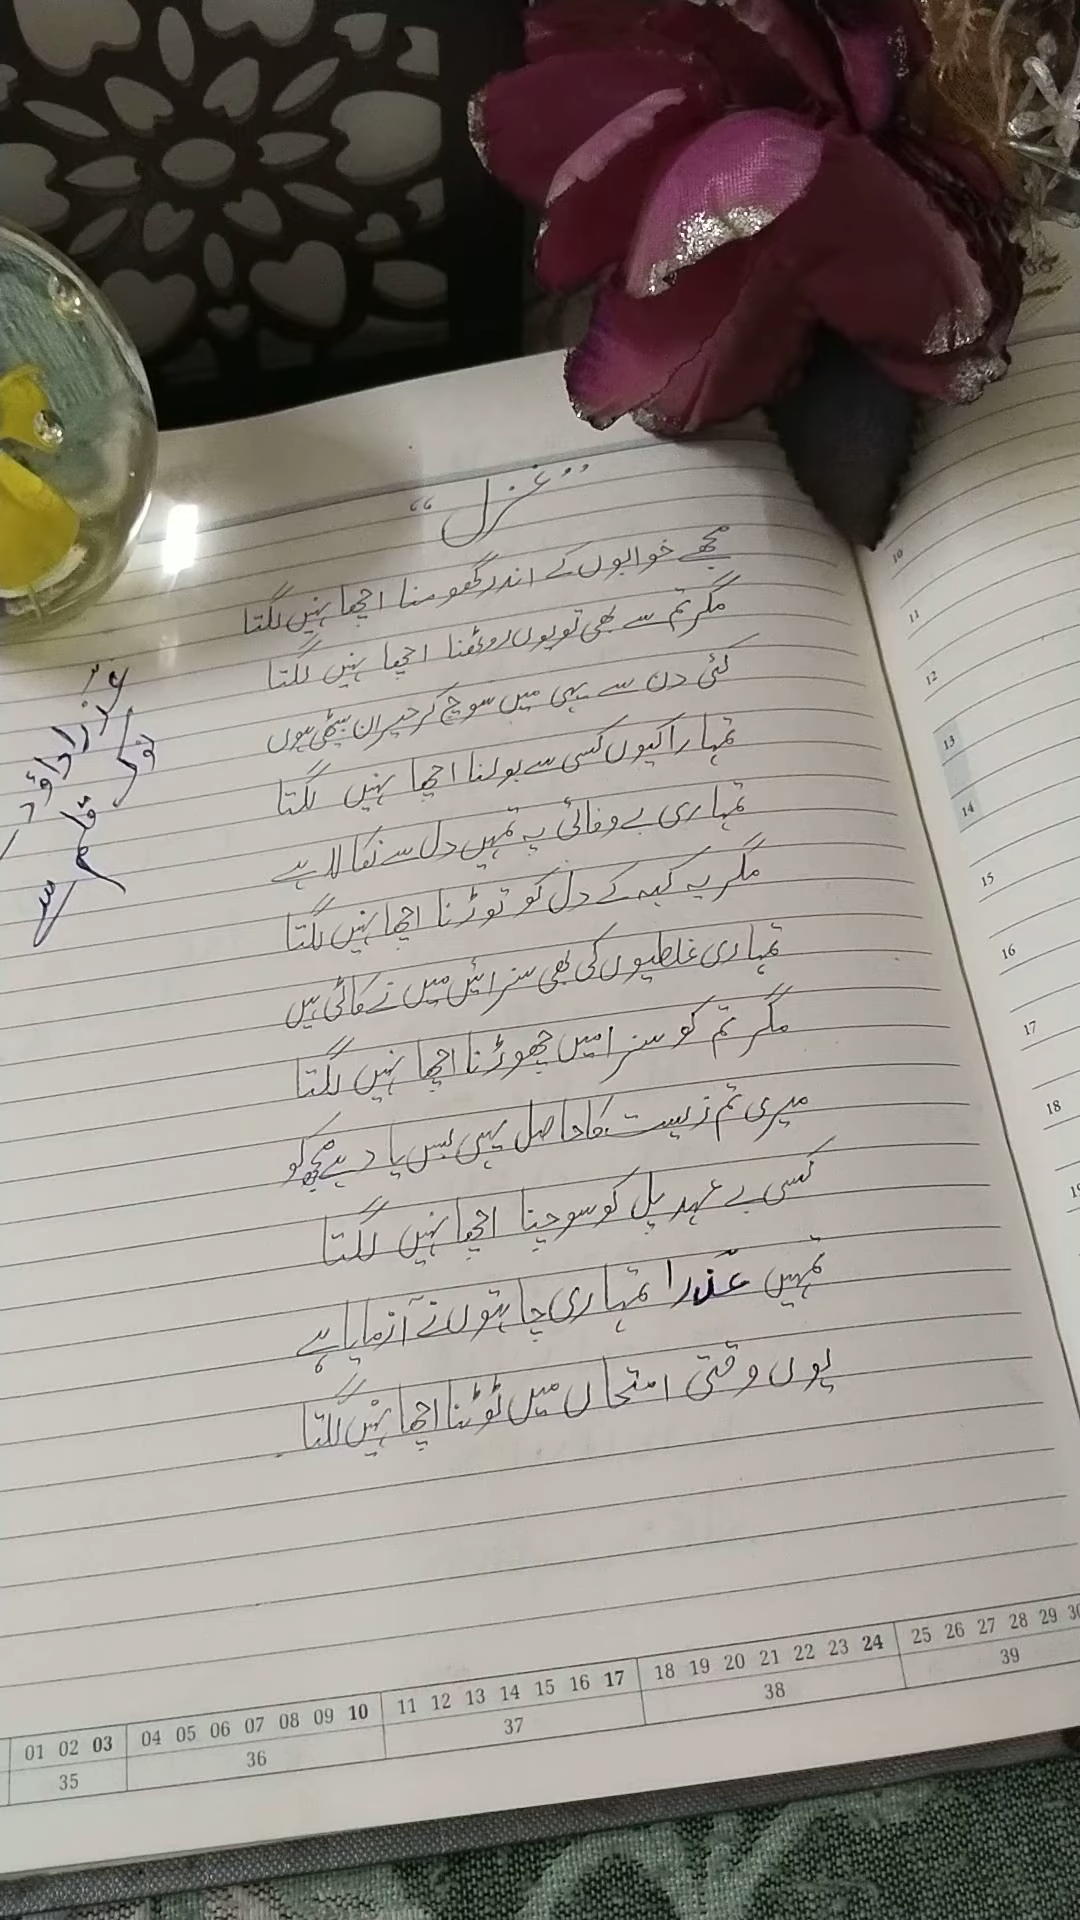 ”غزل“
مجھے خوابوں کے اندر گھومنا اچھا نہیں لگتا
مگر تم سے بھی تو یوں روٹھنا اچھا نہیں لگتا
کئی دن سے یہی میں سوچ کر حیران بیٹھی ہوں
تمہارا کیوں کسی سے بولنا اچھا نہیں لگتا
تمہاری بے وفائی پہ تمہیں دل سے نکالا ہے
مگر یہ کہہ کے دل کو توڑنا اچھا نہیں لگتا
تمہاری غلطیوں کی بھی سزائیں میں نے کاٹی ہیں
مگر تم کو سزا میں چھوڑنا اچھا نہیں لگتا
میری تم زیست کا حاصل یہی بس یاد ہے مجھ کو
کسی بے عہد پل کو سوچنا اچھا نہیں لگتا
تمہیں عذرا تمہاری چاہتوں نے آزمایا ہے
یوں وقتی امتحاں میں ٹوٹنا اچھا نہیں لگتا
قلم سے
10
11
12
13
14
15
16
17
18
01 02 03 04 05 06 07 08 09 10 11 12 13 14 15 16 17 18 19 20 21 22 23 24 25 26 27 28 29 30
35 36 37 38 39